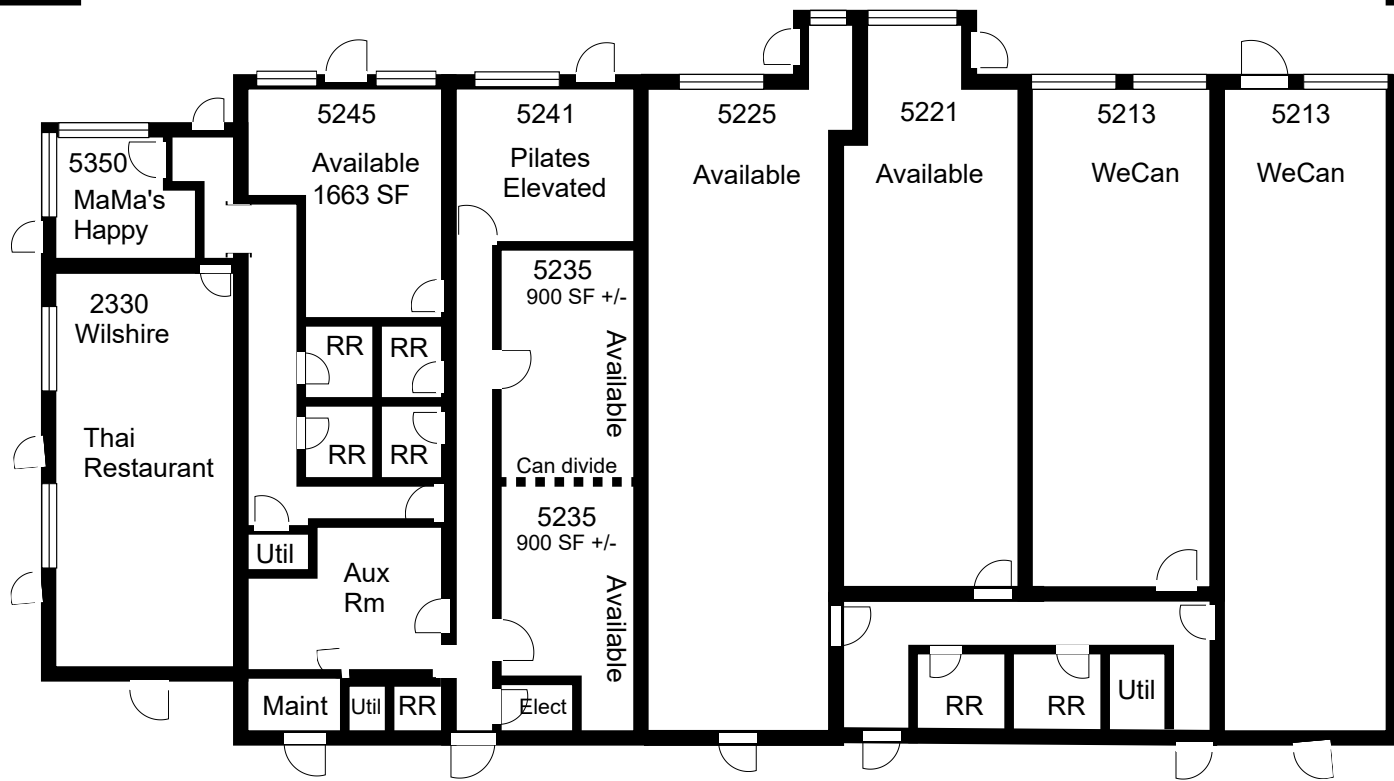 5350
MaMa's
Happy
2330
Wilshire
Thai
Restaurant
5245
Available
1663 SF
RR
RR
RR
RR
Util
Aux
Rm
Maint
Util
RR
5241
Pilates
Elevated
5235
900 SF +/-
Available
Can divide
5235
900 SF +/-
Available
Elect
5225
Available
5221
Available
5213
WeCan
5213
WeCan
RR
RR
Util